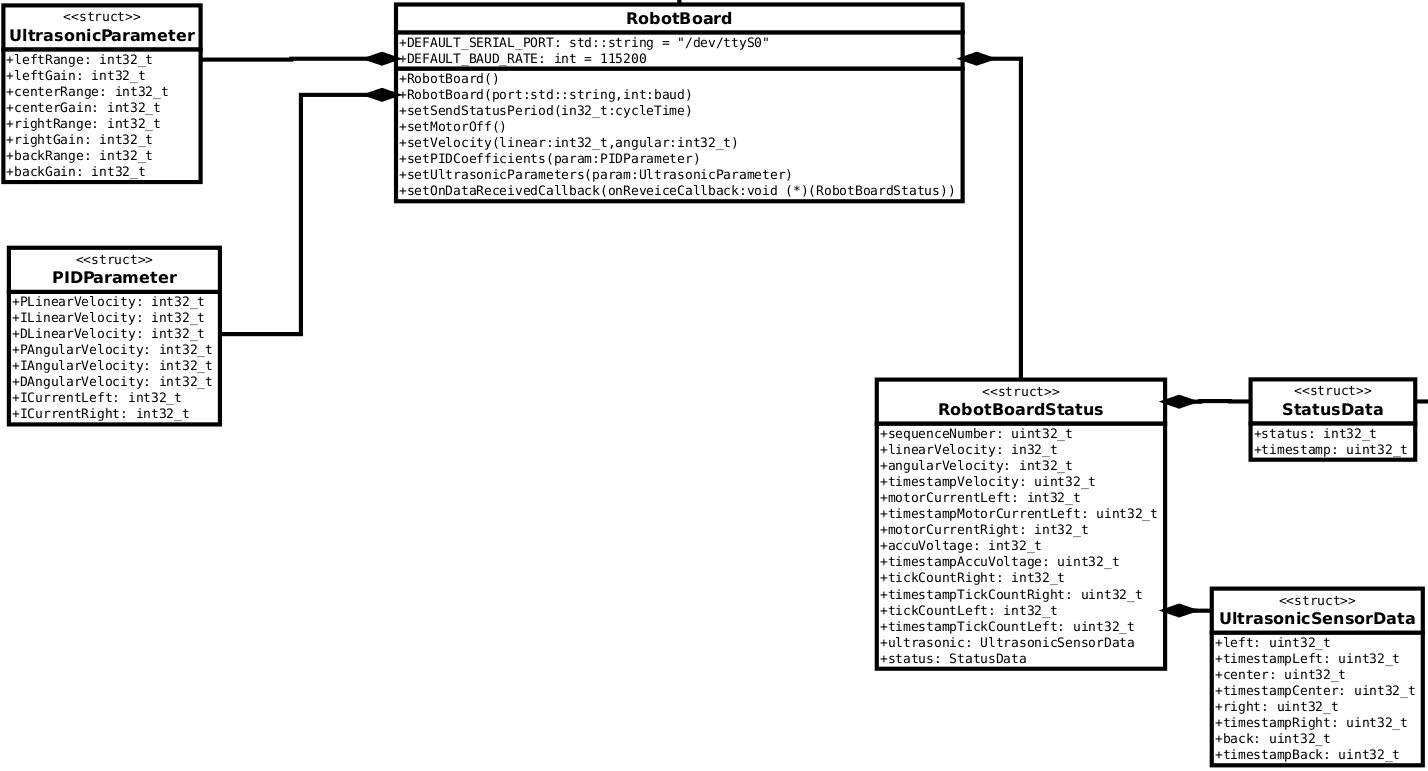 <<struct>>
UltrasonicParameter
+leftRange: int32_t
+leftGain: int32_t
+centerRange: int32_t
+centerGain: int32_t
+rightRange: int32_t
+rightGain: int32_t
+backRange: int32_t
+backGain: int32_t
RobotBoard
+DEFAULT_SERIAL_PORT: std::string = "/dev/ttyS0"
+DEFAULT_BAUD_RATE: int = 115200
+RobotBoard()
+RobotBoard(port:std::string,int:baud)
+setSendStatusPeriod(in32_t:cycleTime)
+setMotorOff()
+setVelocity(linear:int32_t,angular:int32_t)
+setPIDCoefficients(param:PIDParameter)
+setUltrasonicParameters(param:UltrasonicParameter)
+setOnDataReceivedCallback(onReveiceCallback:void (*)(RobotBoardStatus))
<<struct>>
PIDParameter
+PLinearVelocity: int32_t
+ILinearVelocity: int32_t
+DLinearVelocity: int32_t
+PAngularVelocity: int32_t
+IAngularVelocity: int32_t
+DAngularVelocity: int32_t
+ICurrentLeft: int32_t
+ICurrentRight: int32_t
<<struct>>
RobotBoardStatus
+sequenceNumber: uint32_t
+linearVelocity: in32_t
+angularVelocity: int32_t
+timestampVelocity: uint32_t
+motorCurrentLeft: int32_t
+timestampMotorCurrentLeft: uint32_t
+motorCurrentRight: int32_t
+accuVoltage: int32_t
+timestampAccuVoltage: uint32_t
+tickCountRight: int32_t
+timestampTickCountRight: uint32_t
+tickCountLeft: int32_t
+timestampTickCountLeft: uint32_t
+ultrasonic: UltrasonicSensorData
+status: StatusData
<<struct>>
StatusData
+status: int32_t
+timestamp: uint32_t
<<struct>>
UltrasonicSensorData
+left: uint32_t
+timestampLeft: uint32_t
+center: uint32_t
+timestampCenter: uint32_t
+right: uint32_t
+timestampRight: uint32_t
+back: uint32_t
+timestampBack: uint32_t